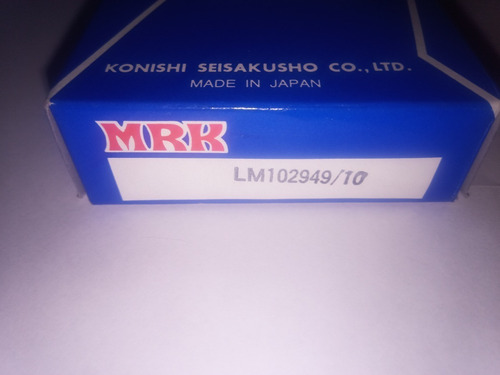 KONISHI SEISAKUSHO CO.,LTD.
MADE IN JAPAN
MRK
LM102949/10